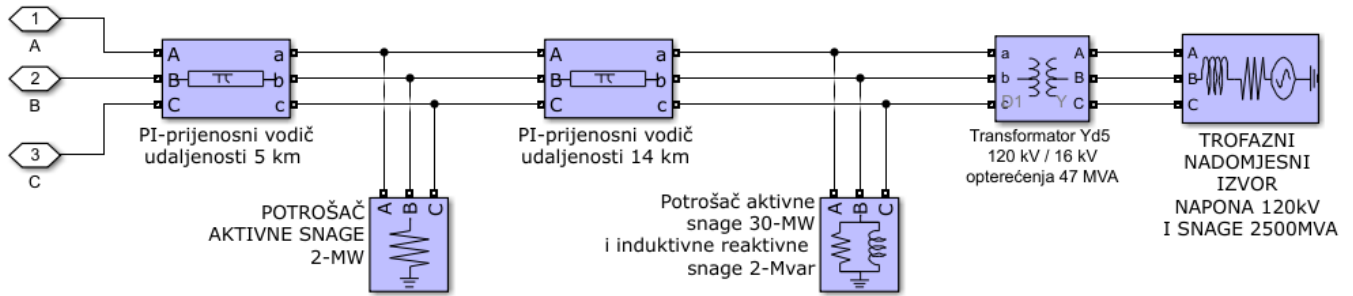 1
A
2
B
3
C
A a
B b
C c
PI-prijenosni vodič
udaljenosti 5 km
A B C
POTROŠAČ
AKTIVNE SNAGE
2-MW
A a
B b
C c
PI-prijenosni vodič
udaljenosti 14 km
A B C
Potrošač aktivne
snage 30-MW
i induktivne reaktivne
snage 2-Mvar
a A
b B
c C
D1 Y
Transformator Yd5
120 kV / 16 kV
opterećenja 47 MVA
A
B
C
TROFAZNI
NADOMJESNI
IZVOR
NAPONA 120kV
I SNAGE 2500MVA